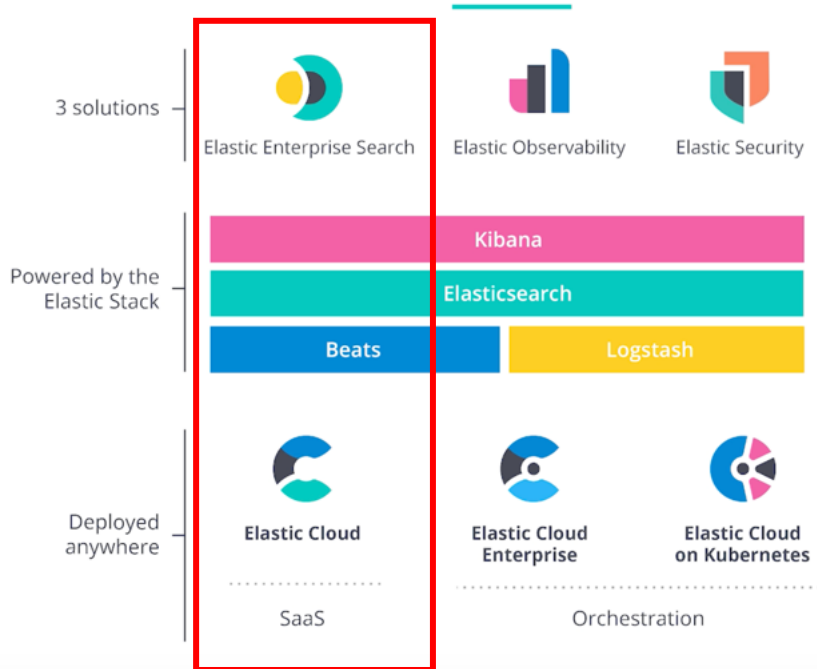 3 solutions
Elastic Enterprise Search
Elastic Observability
Elastic Security
Powered by the
Elastic Stack
Kibana
Elasticsearch
Beats
Logstash
Deployed
anywhere
Elastic Cloud
Elastic Cloud
Enterprise
Elastic Cloud
on Kubernetes
SaaS
Orchestration